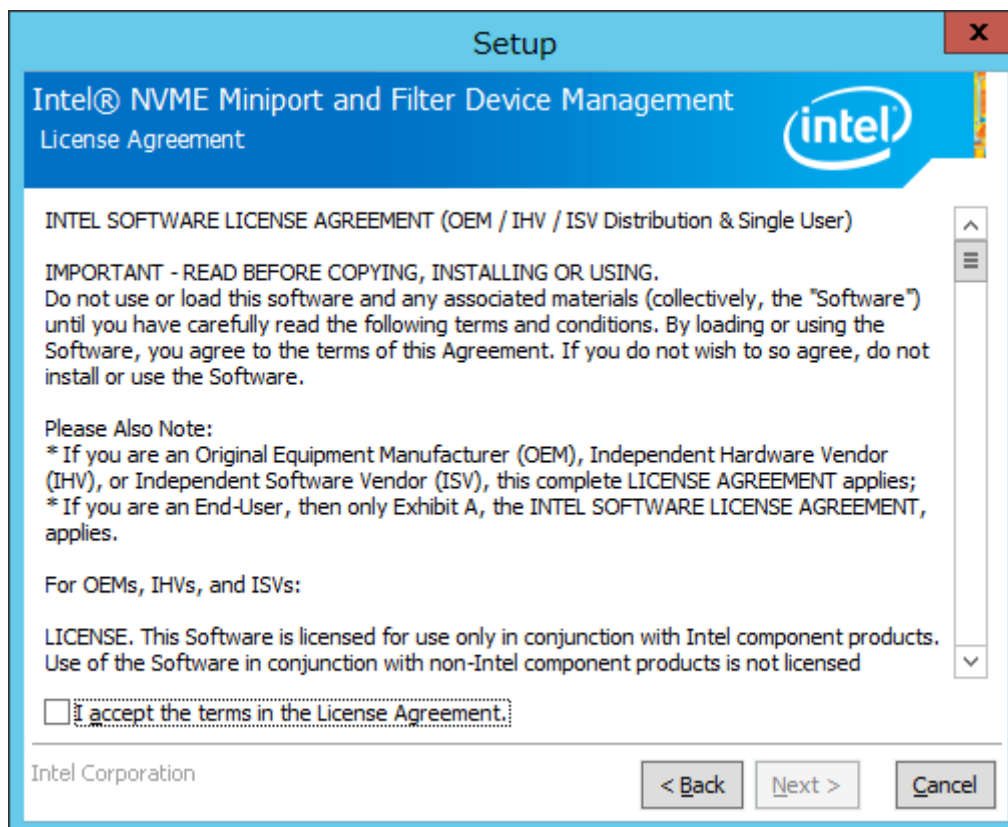 Setup
x
Intel® NVME Miniport and Filter Device Management
License Agreement
intel
INTEL SOFTWARE LICENSE AGREEMENT (OEM / IHV / ISV Distribution & Single User)
IMPORTANT - READ BEFORE COPYING, INSTALLING OR USING.
Do not use or load this software and any associated materials (collectively, the "Software")
until you have carefully read the following terms and conditions. By loading or using the
Software, you agree to the terms of this Agreement. If you do not wish to so agree, do not
install or use the Software.
Please Also Note:
* If you are an Original Equipment Manufacturer (OEM), Independent Hardware Vendor
(IHV), or Independent Software Vendor (ISV), this complete LICENSE AGREEMENT applies;
* If you are an End-User, then only Exhibit A, the INTEL SOFTWARE LICENSE AGREEMENT,
applies.
For OEMs, IHVs, and ISVs:
LICENSE. This Software is licensed for use only in conjunction with Intel component products.
Use of the Software in conjunction with non-Intel component products is not licensed
I accept the terms in the License Agreement.
Intel Corporation
< Back
Next >
Cancel